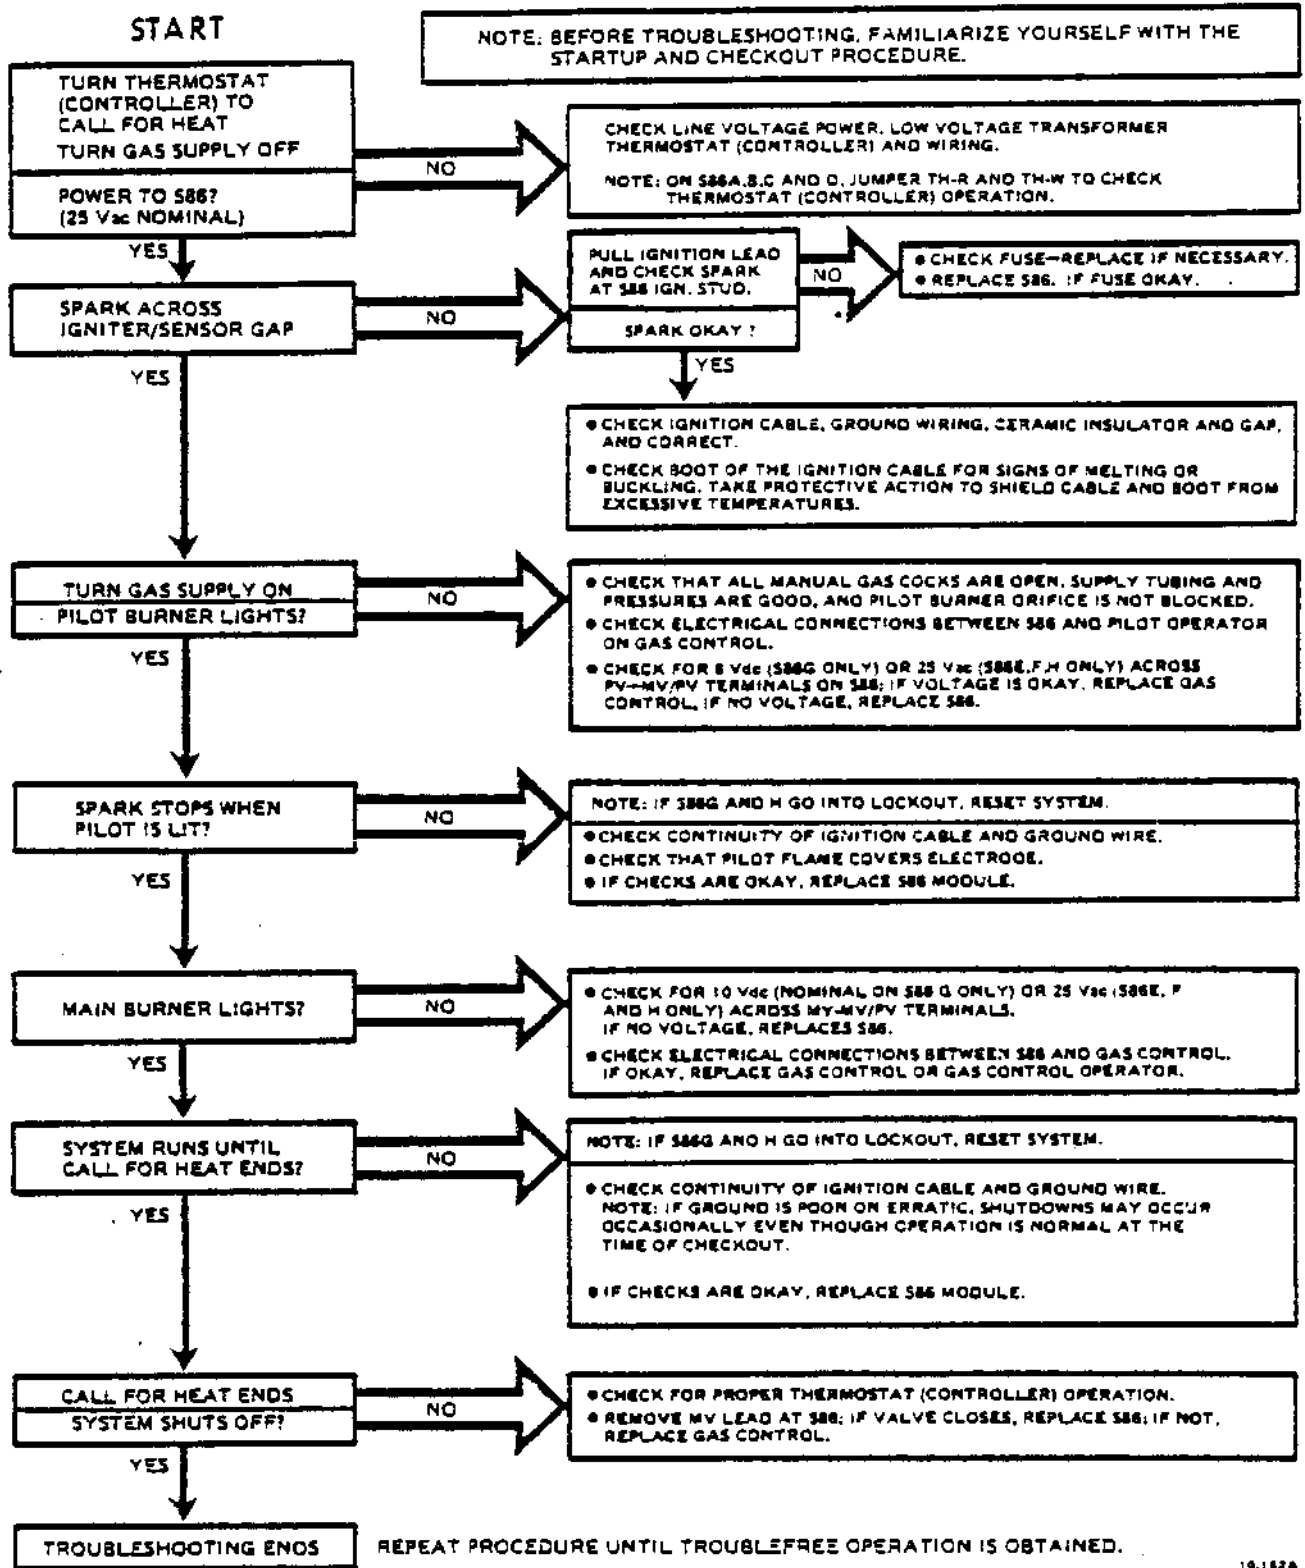 START
NOTE: BEFORE TROUBLESHOOTING, FAMILIARIZE YOURSELF WITH THE
STARTUP AND CHECKOUT PROCEDURE.
TURN THERMOSTAT
(CONTROLLER) TO
CALL FOR HEAT
TURN GAS SUPPLY OFF
POWER TO S86?
(25 Vac NOMINAL)
NO
CHECK LINE VOLTAGE POWER, LOW VOLTAGE TRANSFORMER
THERMOSTAT (CONTROLLER) AND WIRING.
NOTE: ON S86A,B,C AND D, JUMPER TH-R AND TH-W TO CHECK
THERMOSTAT (CONTROLLER) OPERATION.
YES
SPARK ACROSS
IGNITER/SENSOR GAP
NO
PULL IGNITION LEAD
AND CHECK SPARK
AT S86 IGN. STUD.
SPARK OKAY ?
NO
• CHECK FUSE—REPLACE IF NECESSARY.
• REPLACE S86. IF FUSE OKAY.
YES
• CHECK IGNITION CABLE, GROUND WIRING, CERAMIC INSULATOR AND GAP,
AND CORRECT.
• CHECK BOOT OF THE IGNITION CABLE FOR SIGNS OF MELTING OR
BUCKLING. TAKE PROTECTIVE ACTION TO SHIELD CABLE AND BOOT FROM
EXCESSIVE TEMPERATURES.
YES
TURN GAS SUPPLY ON
PILOT BURNER LIGHTS?
NO
• CHECK THAT ALL MANUAL GAS COCKS ARE OPEN, SUPPLY TUBING AND
PRESSURES ARE GOOD, AND PILOT BURNER ORIFICE IS NOT BLOCKED.
• CHECK ELECTRICAL CONNECTIONS BETWEEN S86 AND PILOT OPERATOR
ON GAS CONTROL.
• CHECK FOR Vdc (S86G ONLY) OR 25 Vac (S86E,F,H ONLY) ACROSS
PV—MV/PV TERMINALS ON S86; IF VOLTAGE IS OKAY, REPLACE GAS
CONTROL, IF NO VOLTAGE, REPLACE S86.
YES
SPARK STOPS WHEN
PILOT IS LIT?
NO
NOTE: IF S86G AND H GO INTO LOCKOUT, RESET SYSTEM.
• CHECK CONTINUITY OF IGNITION CABLE AND GROUND WIRE.
• CHECK THAT PILOT FLAME COVERS ELECTRODE.
• IF CHECKS ARE OKAY, REPLACE S86 MODULE.
YES
MAIN BURNER LIGHTS?
NO
• CHECK FOR 10 Vdc (NOMINAL ON S86 G ONLY) OR 25 Vac (S86E, F
AND H ONLY) ACROSS MV-MV/PV TERMINALS.
IF NO VOLTAGE, REPLACES S86.
• CHECK ELECTRICAL CONNECTIONS BETWEEN S86 AND GAS CONTROL.
IF OKAY, REPLACE GAS CONTROL OR GAS CONTROL OPERATOR.
YES
SYSTEM RUNS UNTIL
CALL FOR HEAT ENDS?
NO
NOTE: IF S86G AND H GO INTO LOCKOUT, RESET SYSTEM.
• CHECK CONTINUITY OF IGNITION CABLE AND GROUND WIRE.
NOTE: IF GROUND IS POON ON ERRATIC, SHUTDOWNS MAY OCCUR
OCCASIONALLY EVEN THOUGH OPERATION IS NORMAL AT THE
TIME OF CHECKOUT.
• IF CHECKS ARE OKAY, REPLACE S86 MODULE.
YES
CALL FOR HEAT ENDS
SYSTEM SHUTS OFF?
NO
• CHECK FOR PROPER THERMOSTAT (CONTROLLER) OPERATION.
• REMOVE MV LEAD AT S86; IF VALVE CLOSES, REPLACE S86; IF NOT,
REPLACE GAS CONTROL.
YES
TROUBLESHOOTING ENDS
REPEAT PROCEDURE UNTIL TROUBLEFREE OPERATION IS OBTAINED.